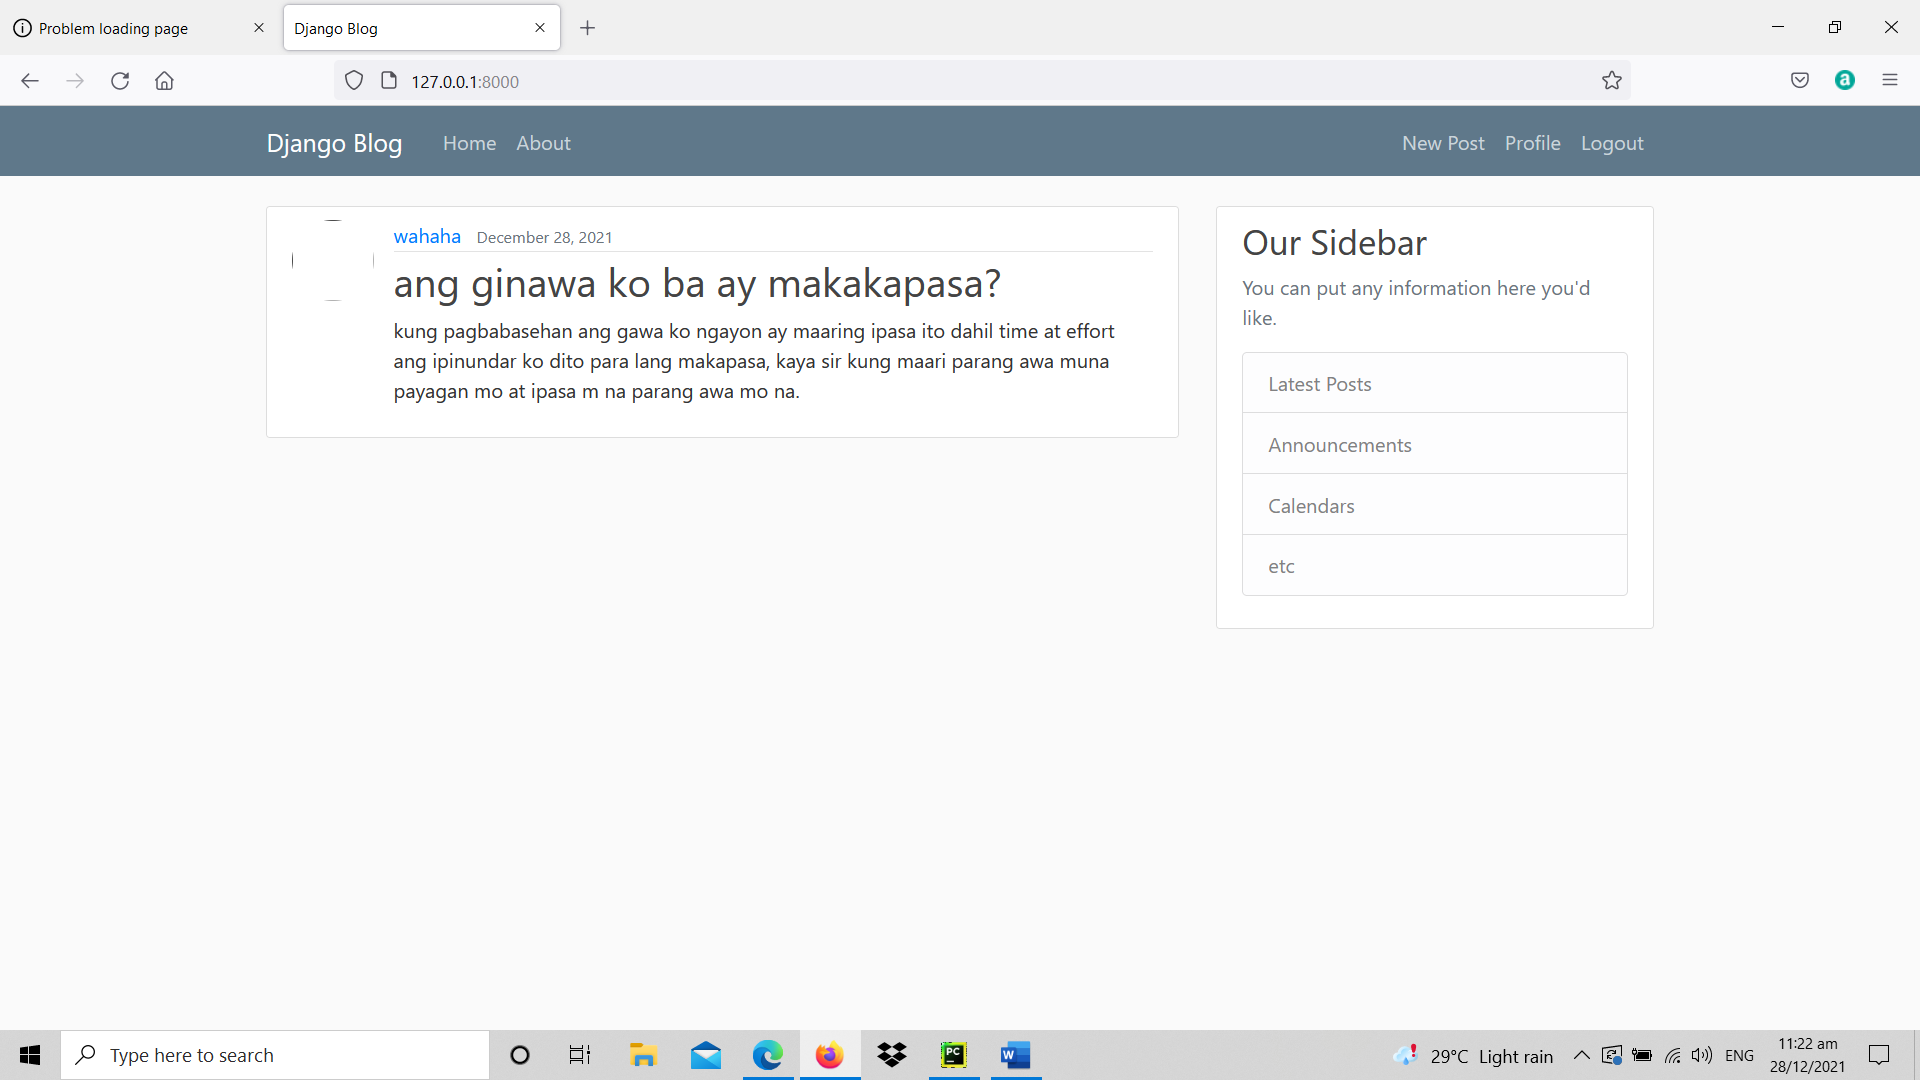 Problem loading page
Django Blog
127.0.0.1:8000
Django Blog Home About New Post Profile Logout
wahaha December 28, 2021
ang ginawa ko ba ay makakapasa?
kung pagbabasehan ang gawa ko ngayon ay maaring ipasa ito dahil time at effort
ang ipinundar ko dito para lang makapasa, kaya sir kung maari parang awa muna
payagan mo at ipasa m na parang awa mo na.
Our Sidebar
You can put any information here you'd
like.
Latest Posts
Announcements
Calendars
etc
Type here to search
29°C Light rain
ENG
11:22 am
28/12/2021